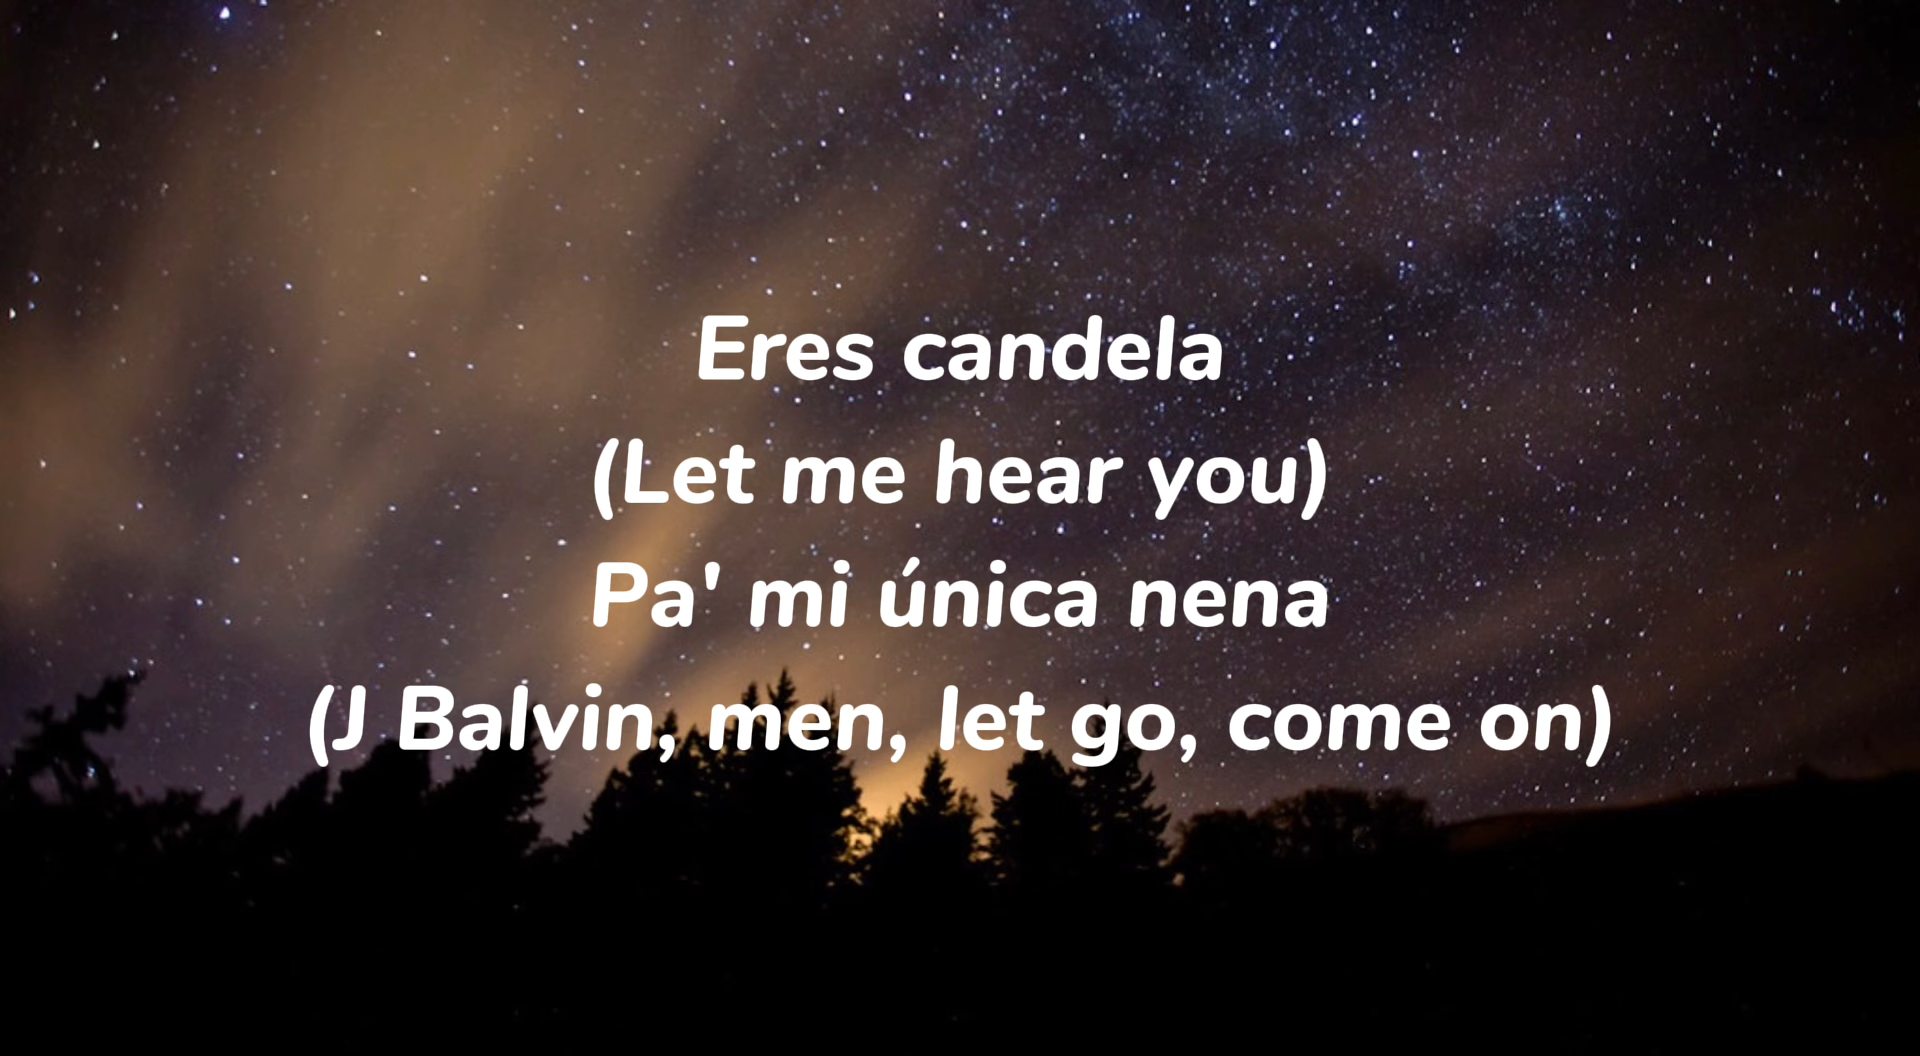 Eres candela
(Let me hear you)
Pa' mi única nena
(J Balvin, men, let go, come on)